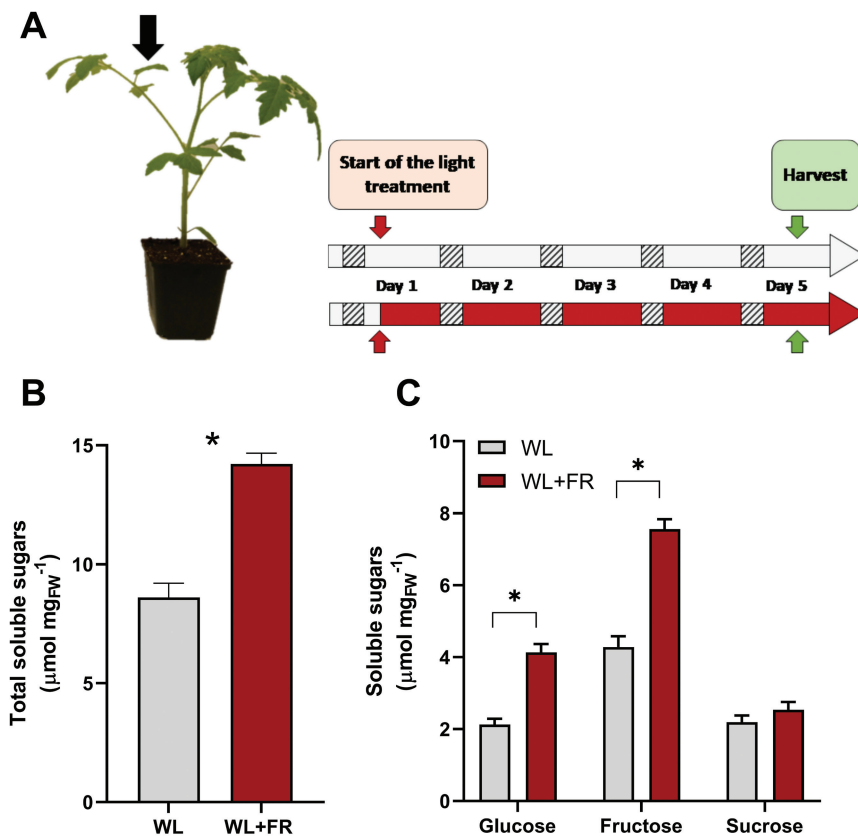 A
Start of the light
treatment
Harvest
Day 1
Day 2
Day 3
Day 4
Day 5
B
Total soluble sugars
(µmol mgFW⁻¹)
15
10
5
0
*
WL
WL+FR
C
Soluble sugars
(µmol mgFW⁻¹)
10
8
6
4
2
0
WL
WL+FR
*
*
Glucose
Fructose
Sucrose